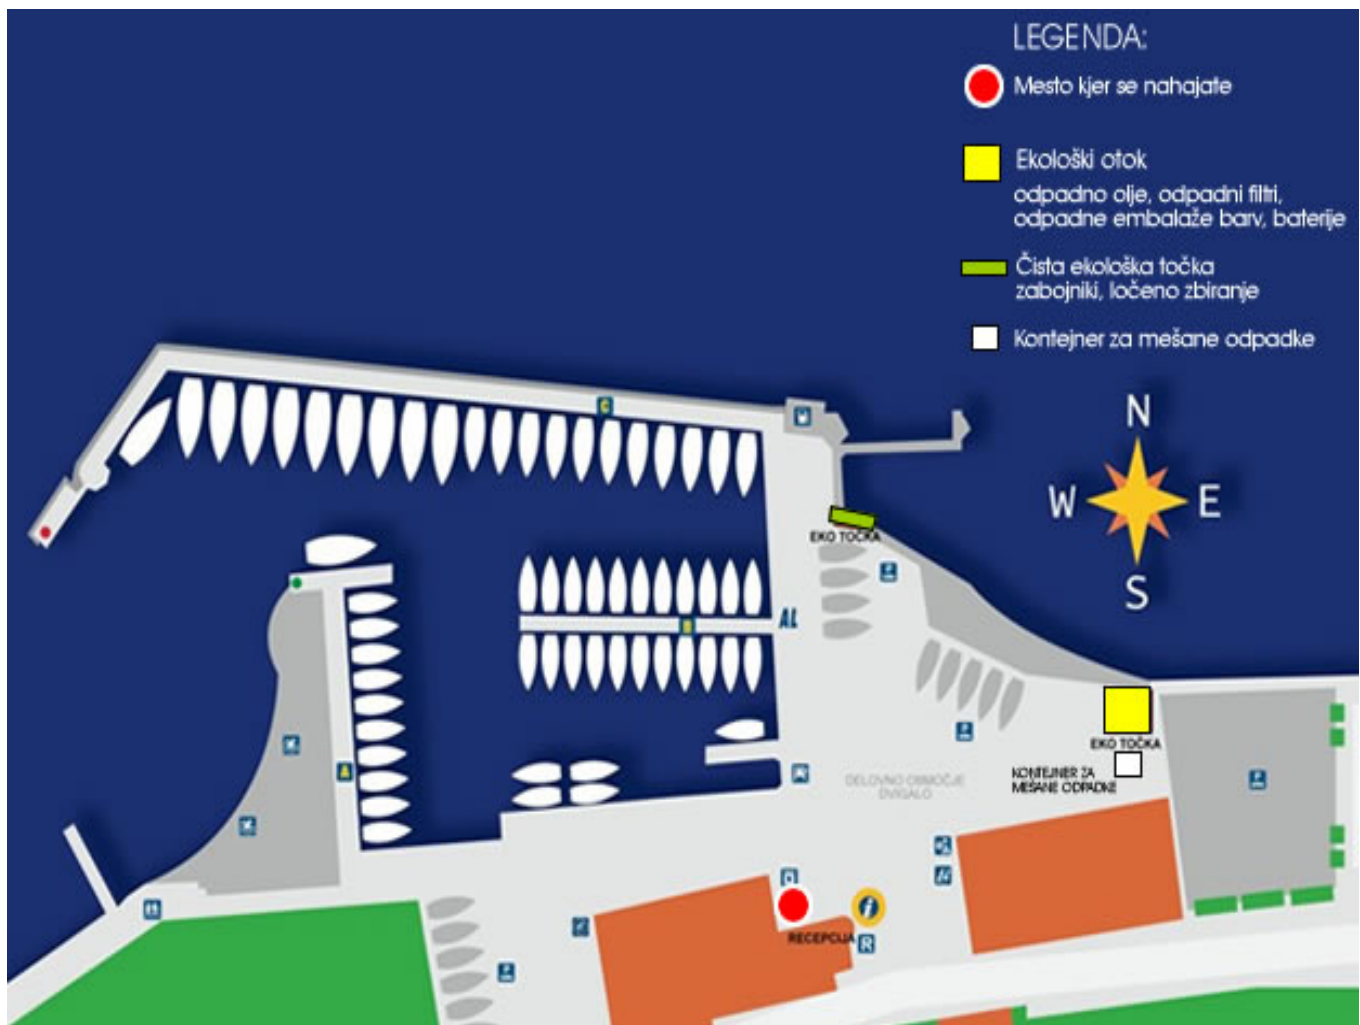 LEGENDA:
Mesto kjer se nahajate
Ekološki otok
odpadno olje, odpadni filtri,
odpadne embalaže barv, baterije
Čista ekološka točka
zabojniki, ločeno zbiranje
Kontejner za mešane odpadke
N
W E
S
C
EKO TOČKA
P
B
AL
P
EKO TOČKA
A
KONTEJNER ZA
MEŠANE ODPADKE
DELOVNO OBMOČJE
DVIGALO
P
i
RECEPCIJA
R
P